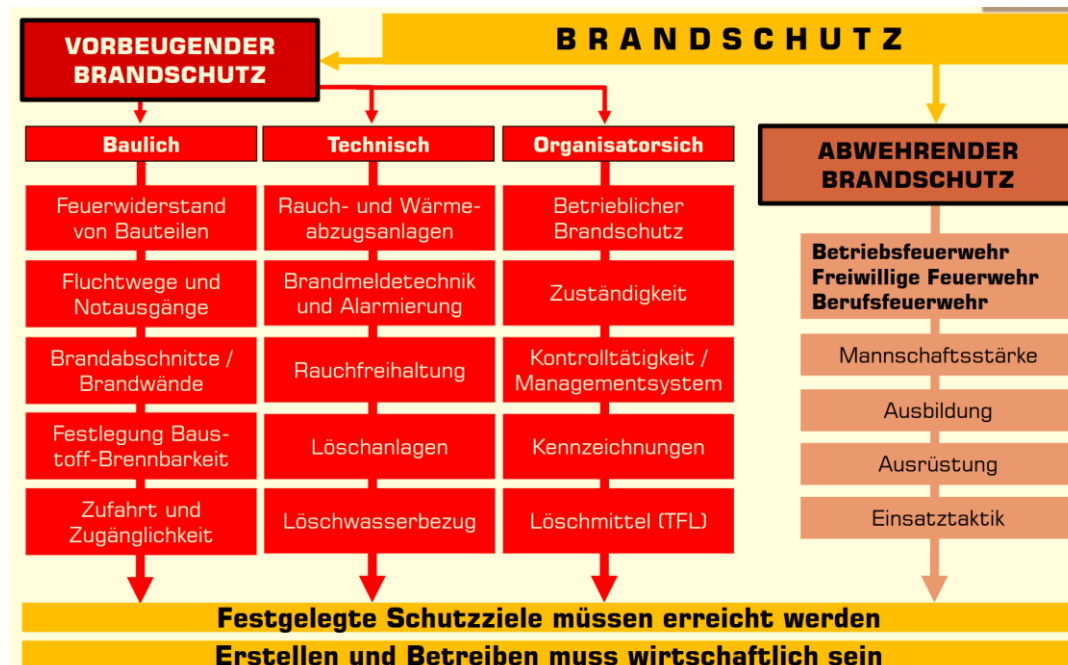 BRANDSCHUTZ
VORBEUGENDER
BRANDSCHUTZ
Baulich
Feuerwiderstand
von Bauteilen
Fluchtwege und
Notausgänge
Brandabschnitte /
Brandwände
Festlegung Baus-
toff-Brennbarkeit
Zufahrt und
Zugänglichkeit
Technisch
Rauch- und Wärme-
abzugsanlagen
Brandmeldetechnik
und Alarmierung
Rauchfreihaltung
Löschanlagen
Löschwasserbezug
Organisatorsich
Betrieblicher
Brandschutz
Zuständigkeit
Kontrolltätigkeit /
Managementsystem
Kennzeichnungen
Löschmittel (TFL)
ABWEHRENDER
BRANDSCHUTZ
Betriebsfeuerwehr
Freiwillige Feuerwehr
Berufsfeuerwehr
Mannschaftsstärke
Ausbildung
Ausrüstung
Einsatztaktik
Festgelegte Schutzziele müssen erreicht werden
Erstellen und Betreiben muss wirtschaftlich sein